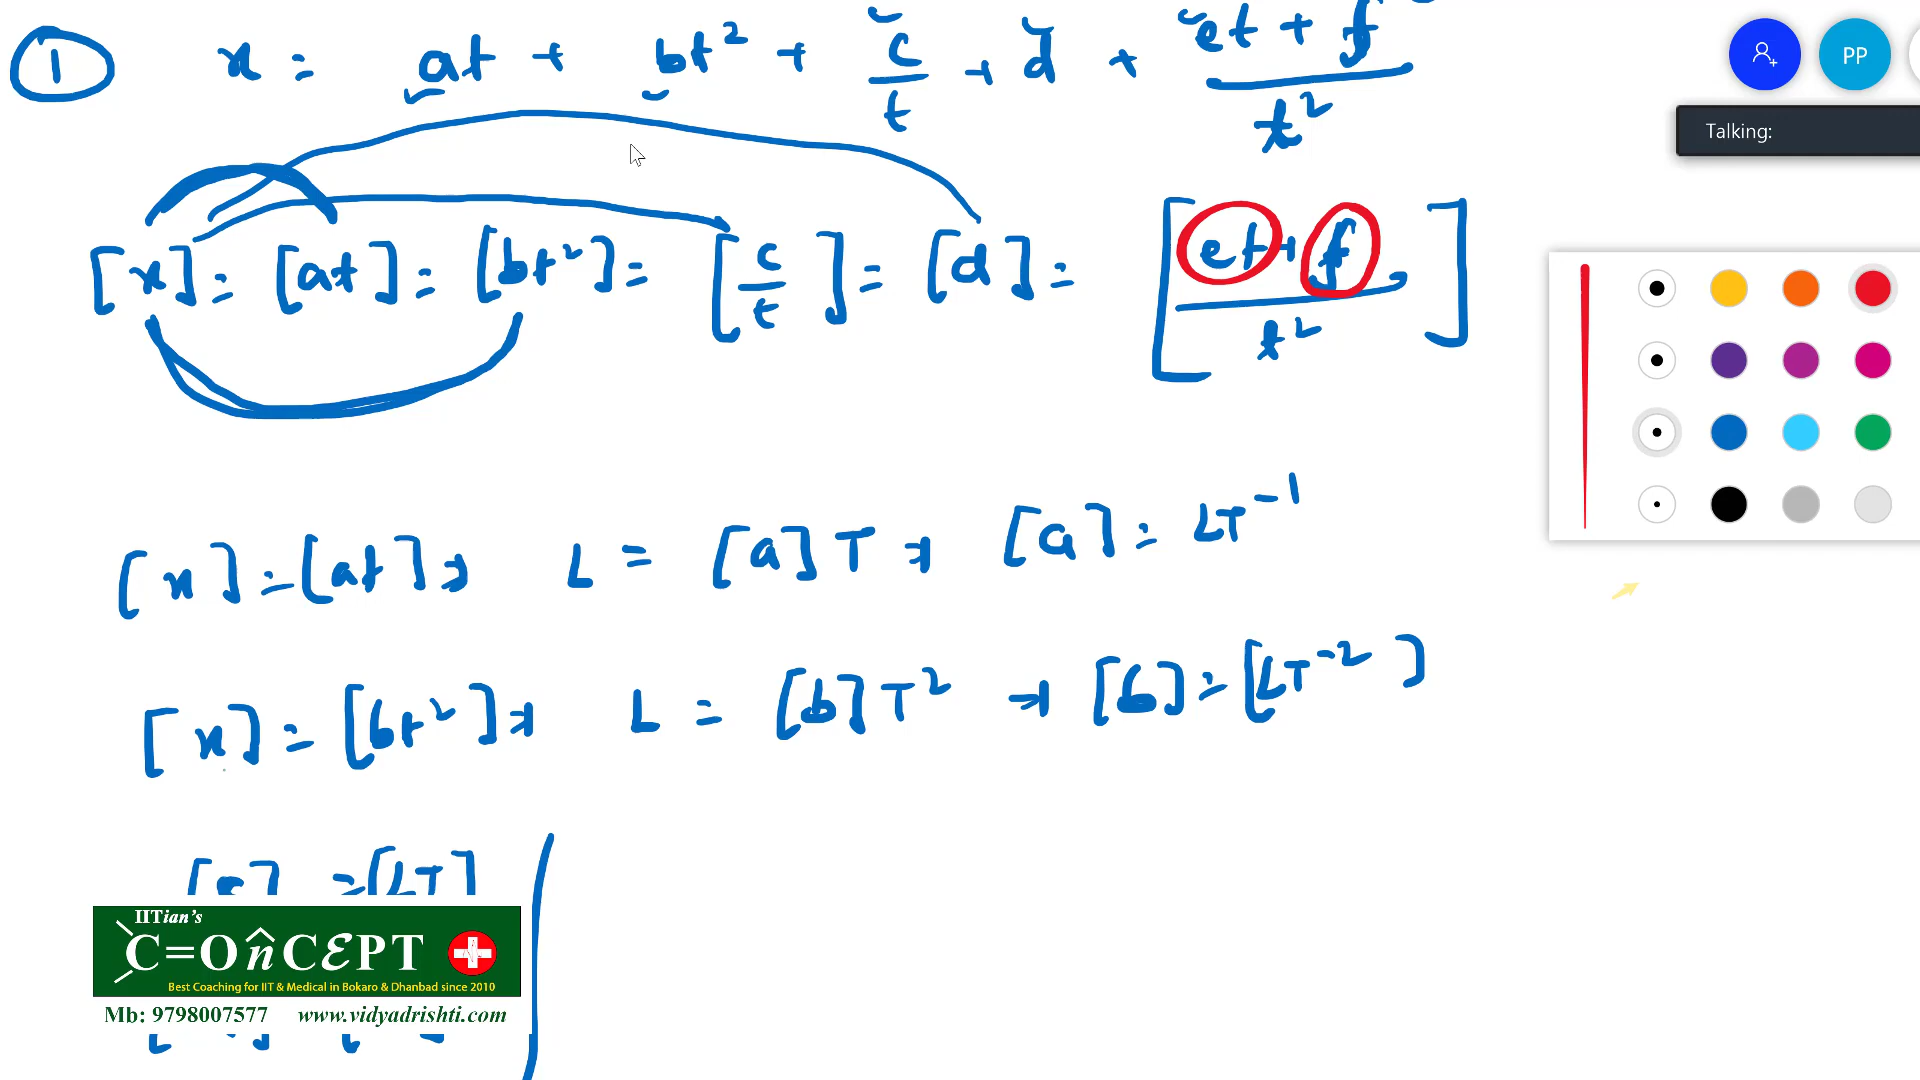 1 x = at + bt² + c/t + d + (et + f)/t²
PP
Talking:
[x] = [at] = [bt²] = [c/t] = [d] = [(et + f)/t²]
[x] = [at] ⇒ L = [a] T ⇒ [a] = LT⁻¹
[x] = [bt²] ⇒ L = [b] T² ⇒ [b] = [LT⁻²]
[c] = [LT]
IITian's
C=OnCEPT
Best Coaching for IIT & Medical in Bokaro & Dhanbad since 2010
Mb: 9798007577 www.vidyadrishti.com